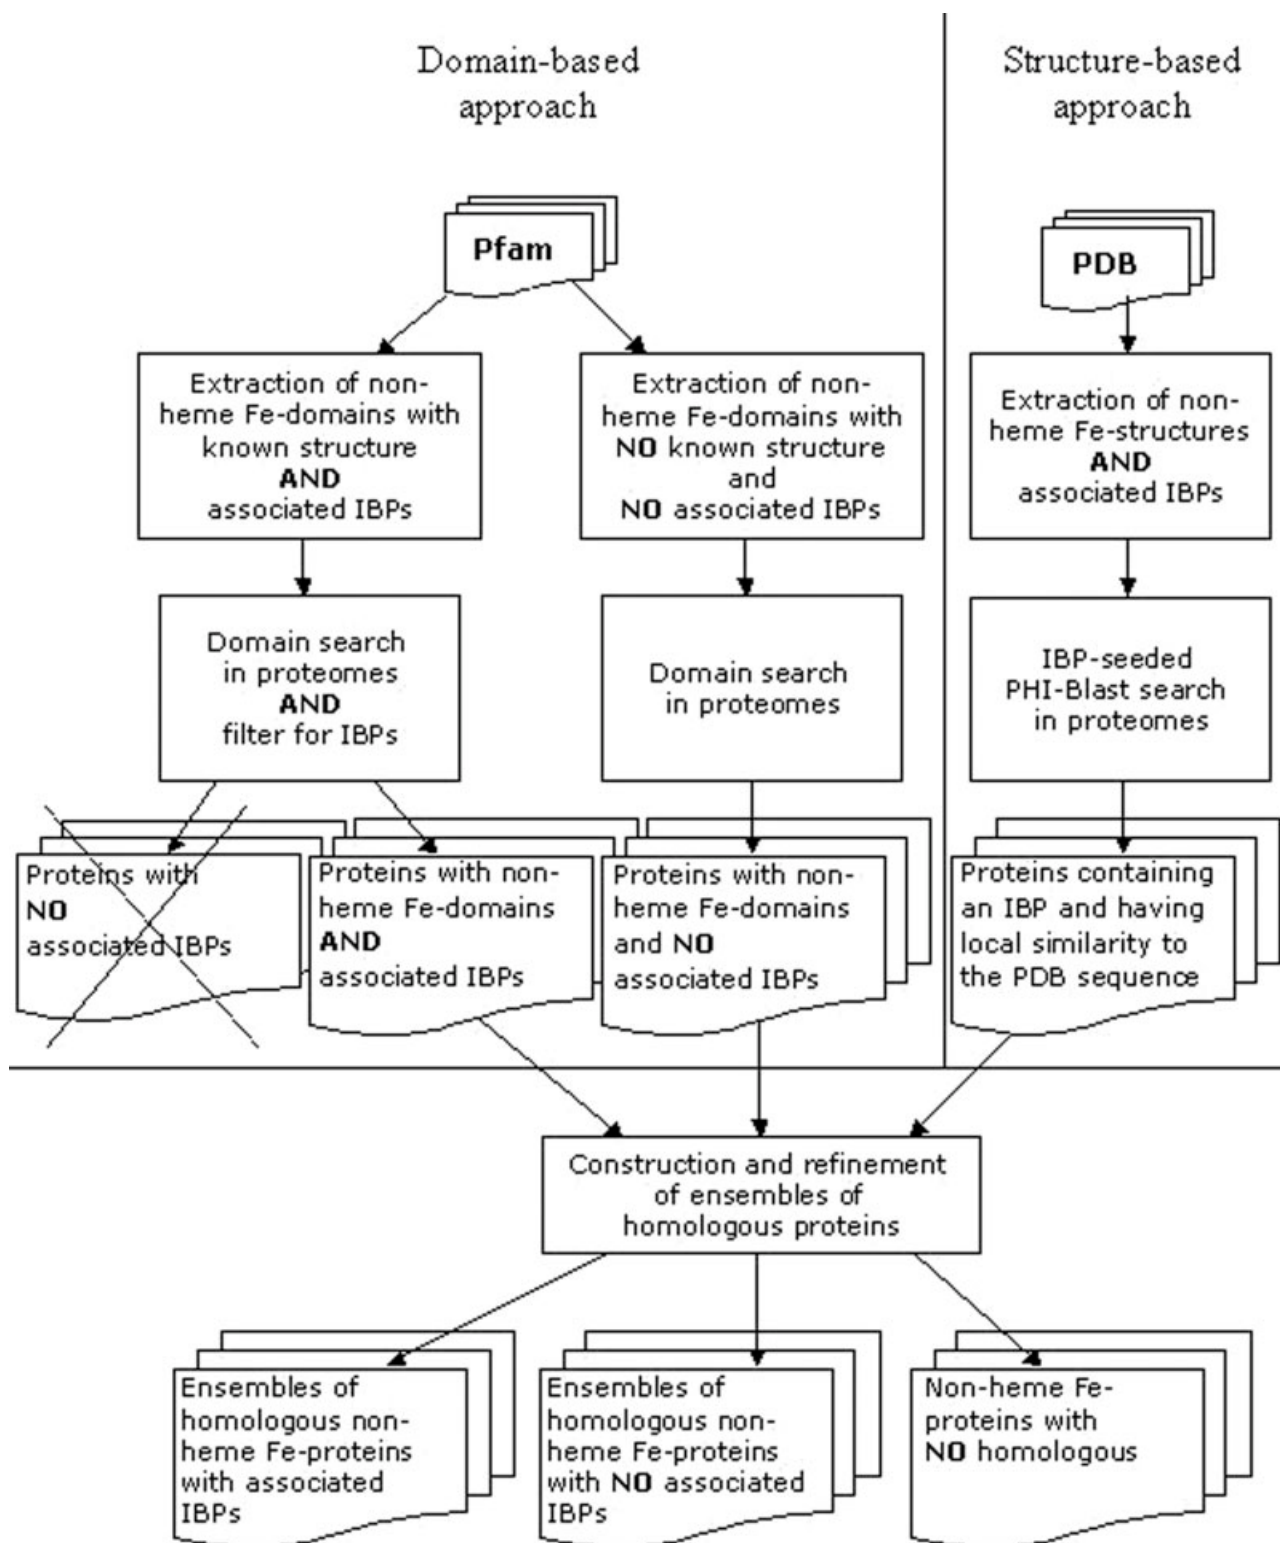 Domain-based
approach
Structure-based
approach
Pfam
PDB
Extraction of non-
heme Fe-domains with
known structure
AND
associated IBPs
Extraction of non-
heme Fe-domains with
NO known structure
and
NO associated IBPs
Extraction of non-
heme Fe-structures
AND
associated IBPs
Domain search
in proteomes
AND
filter for IBPs
Domain search
in proteomes
IBP-seeded
PHI-Blast search
in proteomes
Proteins with
NO
associated IBPs
Proteins with non-
heme Fe-domains
AND
associated IBPs
Proteins with non-
heme Fe-domains
and NO
associated IBPs
Proteins containing
an IBP and having
local similarity to
the PDB sequence
Construction and refinement
of ensembles of
homologous proteins
Ensembles of
homologous non-
heme Fe-proteins
with associated
IBPs
Ensembles of
homologous non-
heme Fe-proteins
with NO associated
IBPs
Non-heme Fe-
proteins with
NO homologous